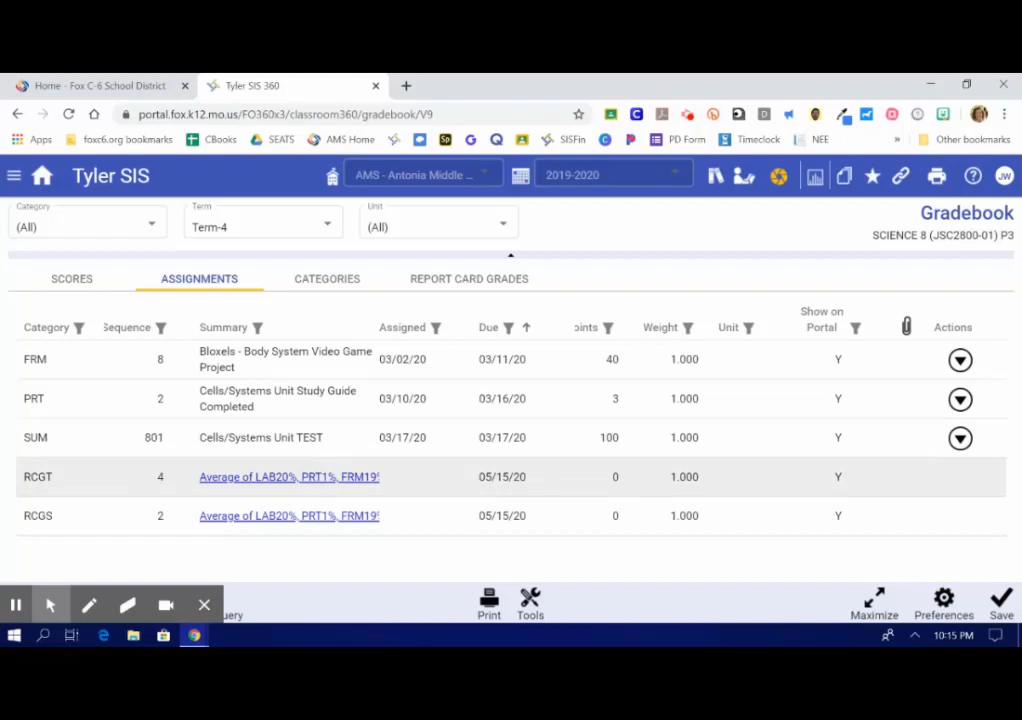 Home - Fox C-6 School District
Tyler SIS 360
portal.fox.k12.mo.us/FO360x3/classroom360/gradebook/V9
Apps foxc6.org bookmarks CBooks SEATS AMS Home SISFin PD Form Timeclock NEE » Other bookmarks
Tyler SIS AMS - Antonia Middle ... 2019-2020 JW
Category Term Unit
(All) Term-4 (All)
Gradebook
SCIENCE 8 (JSC2800-01) P3
SCORES ASSIGNMENTS CATEGORIES REPORT CARD GRADES
Category Sequence Summary Assigned Due oints Weight Unit Show on Portal Actions
FRM 8 Bloxels - Body System Video Game Project 03/02/20 03/11/20 40 1.000 Y
PRT 2 Cells/Systems Unit Study Guide Completed 03/10/20 03/16/20 3 1.000 Y
SUM 801 Cells/Systems Unit TEST 03/17/20 03/17/20 100 1.000 Y
RCGT 4 Average of LAB20%, PRT1%, FRM19% 05/15/20 0 1.000 Y
RCGS 2 Average of LAB20%, PRT1%, FRM19% 05/15/20 0 1.000 Y
uery Print Tools Maximize Preferences Save
10:15 PM